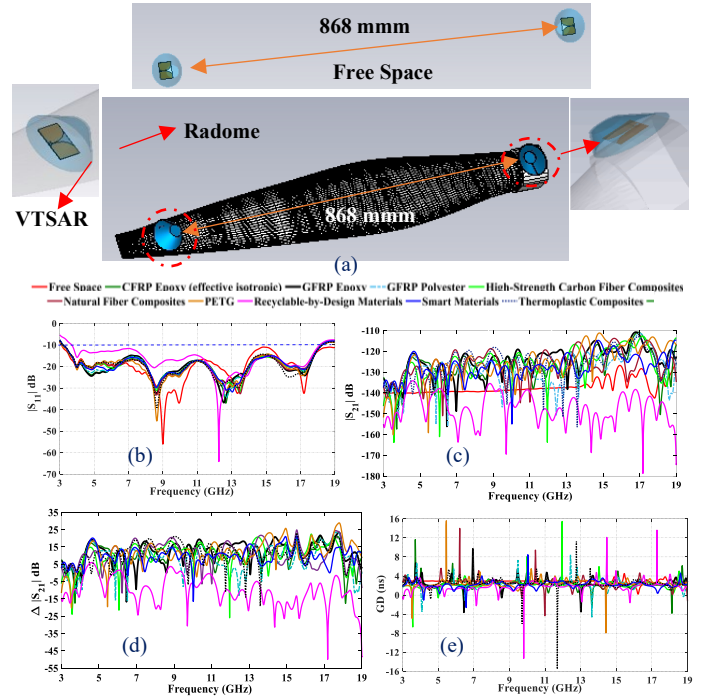 868 mmm
Free Space
Radome
VTSAR
868 mmm
(a)
Free Space CFRP Epoxy (effective isotropic) GFRP Epoxy GFRP Polyester High-Strength Carbon Fiber Composites
Natural Fiber Composites PETG Recyclable-by-Design Materials Smart Materials Thermoplastic Composites
0
-10
-20
-30
-40
-50
-60
-70
|S11| dB
3 5 7 9 11 13 15 17 19
Frequency (GHz)
(b)
-110
-120
-130
-140
-150
-160
-170
-180
|S21| dB
3 5 7 9 11 13 15 17 19
Frequency (GHz)
(c)
35
25
15
5
-5
-15
-25
-35
-45
-55
Δ |S21| dB
3 5 7 9 11 13 15 17 19
Frequency (GHz)
(d)
16
12
8
4
0
-4
-8
-12
-16
GD (ns)
3 5 7 9 11 13 15 17 19
Frequency (GHz)
(e)